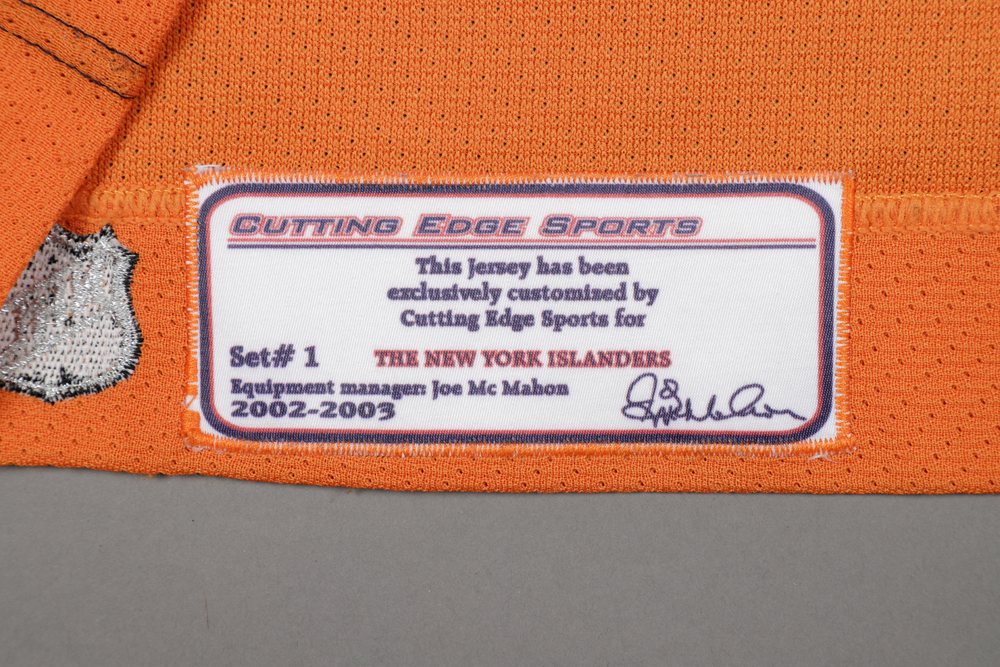 CUTTING EDGE SPORTS
This Jersey has been
exclusively customized by
Cutting Edge Sports for
Set# 1 THE NEW YORK ISLANDERS
Equipment manager: Joe Mc Mahon
2002-2003